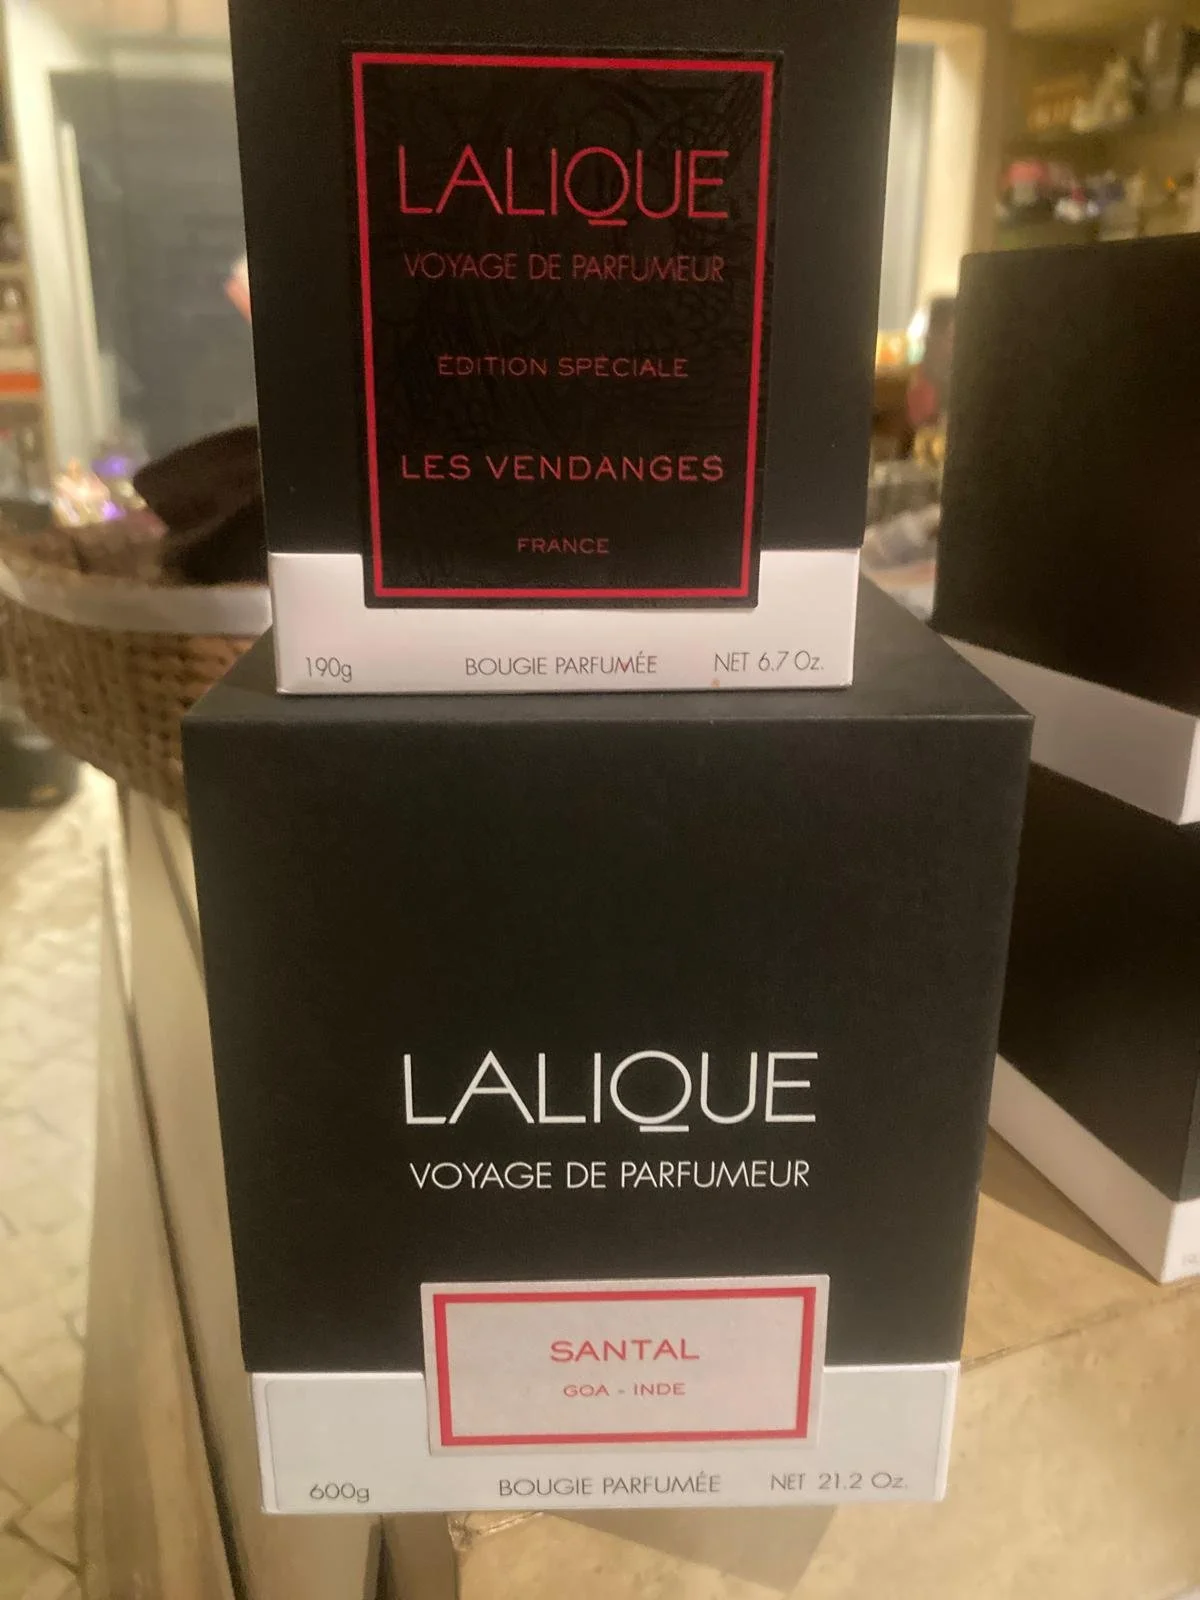 LALIQUE
VOYAGE DE PARFUMEUR
ÉDITION SPÉCIALE
LES VENDANGES
FRANCE
190g BOUGIE PARFUMÉE NET 6.7 Oz.
LALIQUE
VOYAGE DE PARFUMEUR
SANTAL
GOA - INDE
600g BOUGIE PARFUMÉE NET 21.2 Oz.